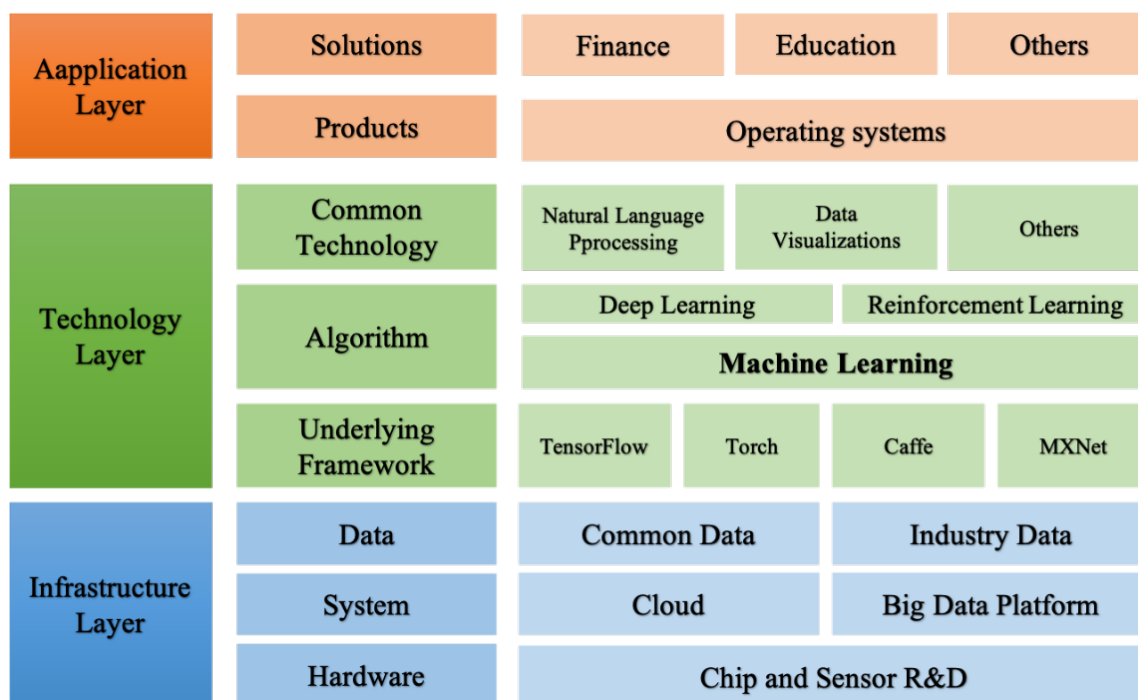 Aapplication
Layer
Solutions
Finance
Education
Others
Products
Operating systems
Technology
Layer
Common
Technology
Natural Language
Pprocessing
Data
Visualizations
Others
Algorithm
Deep Learning
Reinforcement Learning
Machine Learning
Underlying
Framework
TensorFlow
Torch
Caffe
MXNet
Infrastructure
Layer
Data
Common Data
Industry Data
System
Cloud
Big Data Platform
Hardware
Chip and Sensor R&D